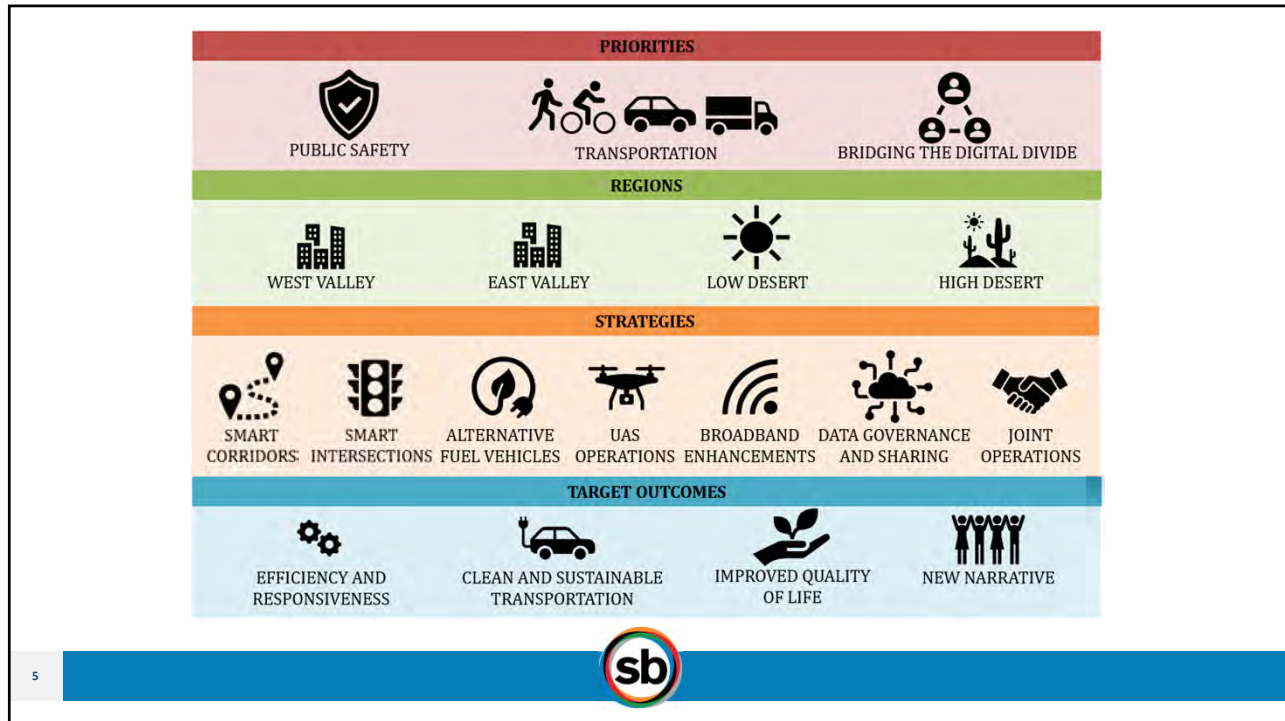 PRIORITIES
PUBLIC SAFETY
TRANSPORTATION
BRIDGING THE DIGITAL DIVIDE
REGIONS
WEST VALLEY
EAST VALLEY
LOW DESERT
HIGH DESERT
STRATEGIES
SMART
CORRIDORS
SMART
INTERSECTIONS
ALTERNATIVE
FUEL VEHICLES
UAS
OPERATIONS
BROADBAND
ENHANCEMENTS
DATA GOVERNANCE
AND SHARING
JOINT
OPERATIONS
TARGET OUTCOMES
EFFICIENCY AND
RESPONSIVENESS
CLEAN AND SUSTAINABLE
TRANSPORTATION
IMPROVED QUALITY
OF LIFE
NEW NARRATIVE
5
sb